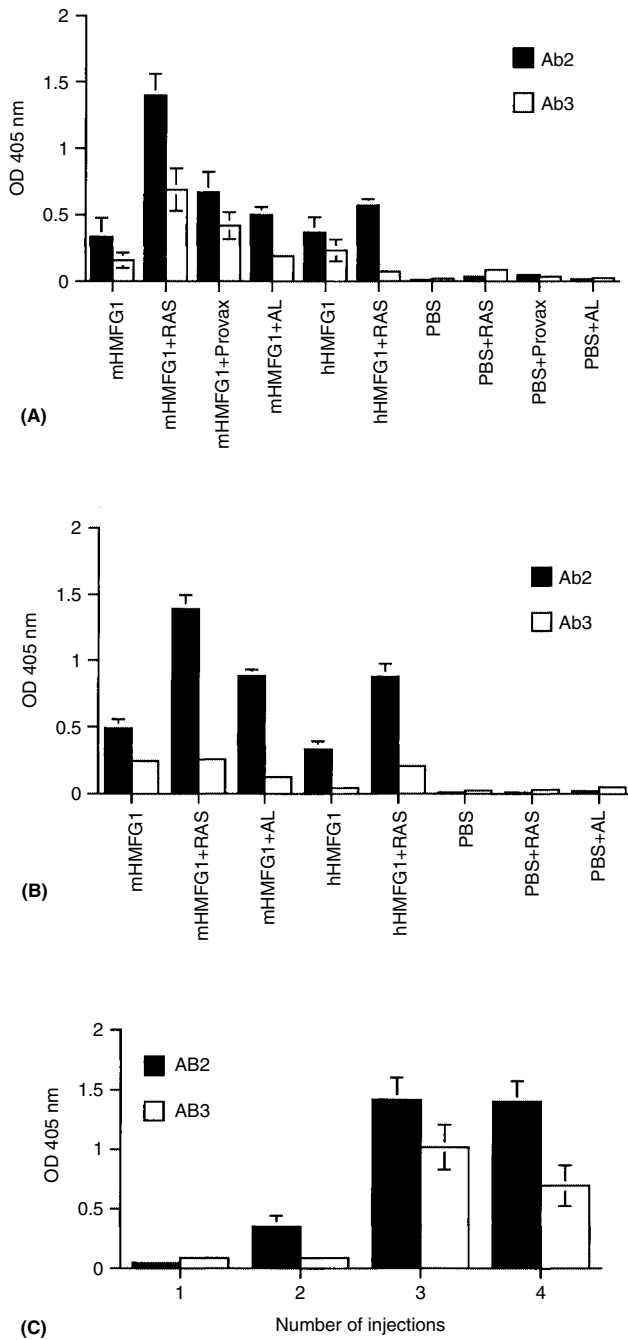 2
Ab2
1.5
Ab3
OD 405 nm
1
0.5
0
mHMFG1
mHMFG1+RAS
mHMFG1+Provax
mHMFG1+AL
hHMFG1
hHMFG1+RAS
PBS
PBS+RAS
PBS+Provax
PBS+AL
(A)
2
Ab2
1.5
Ab3
OD 405 nm
1
0.5
0
mHMFG1
mHMFG1+RAS
mHMFG1+AL
hHMFG1
hHMFG1+RAS
PBS
PBS+RAS
PBS+AL
(B)
2
AB2
1.5
AB3
OD 405 nm
1
0.5
0
1 2 3 4
(C) Number of injections